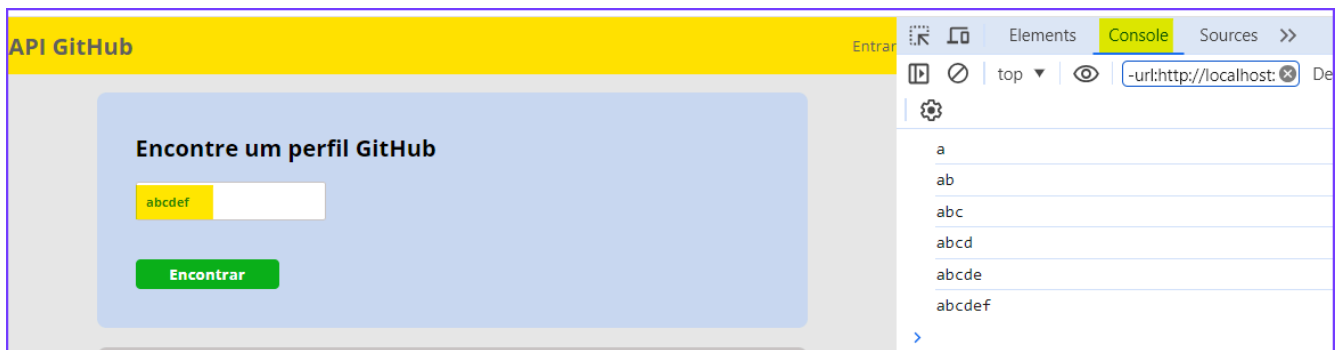 API GitHub
Entrar
Encontre um perfil GitHub
abcdef
Encontrar
Elements Console Sources
top ▼ -url:http://localhost: De
a
ab
abc
abcd
abcde
abcdef